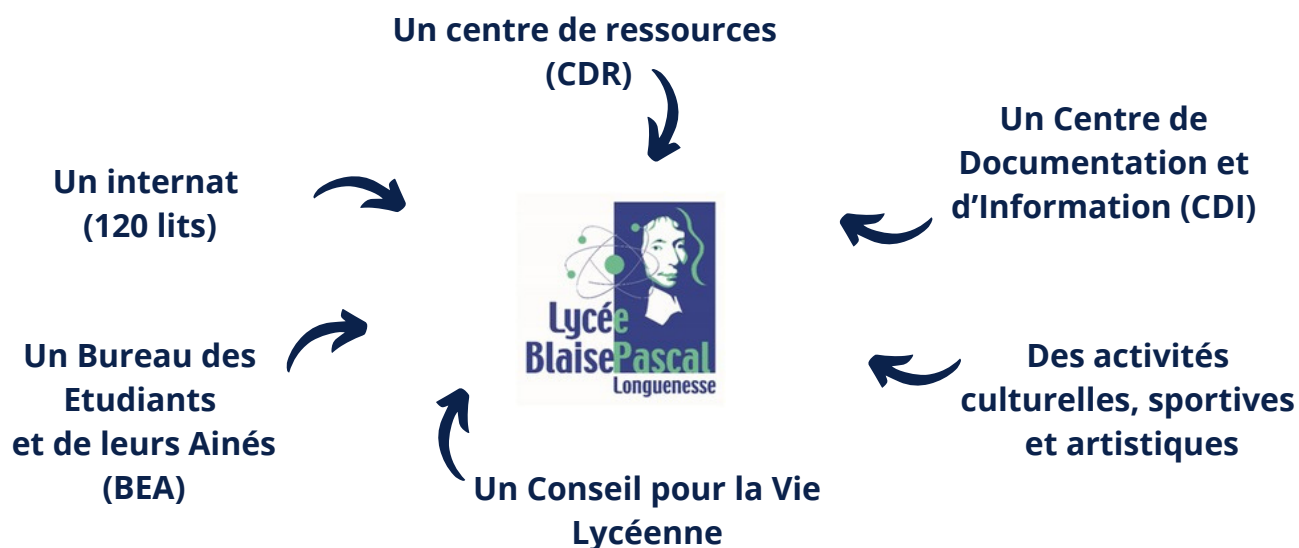 Un centre de ressources
(CDR)
Un Centre de
Documentation et
d’Information (CDI)
Un internat
(120 lits)
Lycée
BlaisePascal
Longuenesse
Un Bureau des
Etudiants
et de leurs Ainés
(BEA)
Des activités
culturelles, sportives
et artistiques
Un Conseil pour la Vie
Lycéenne